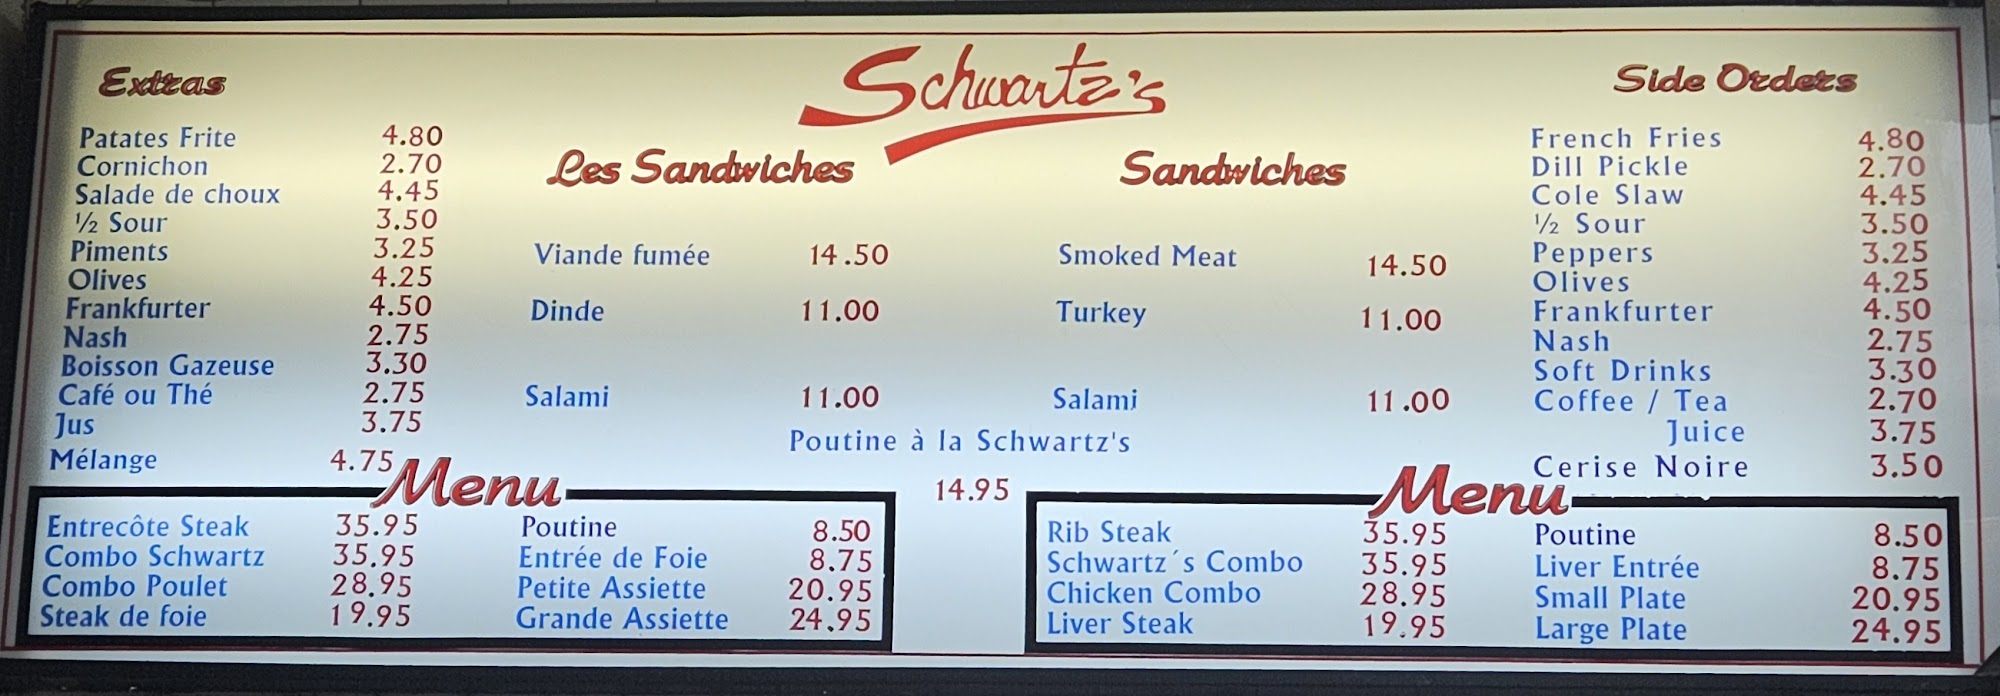 Schwartz's
Extras
Patates Frite 4.80
Cornichon 2.70
Salade de choux 4.45
½ Sour 3.50
Piments 3.25
Olives 4.25
Frankfurter 4.50
Nash 2.75
Boisson Gazeuse 3.30
Café ou Thé 2.75
Jus 3.75
Mélange 4.75
Les Sandwiches
Viande fumée 14.50
Dinde 11.00
Salami 11.00
Sandwiches
Smoked Meat 14.50
Turkey 11.00
Salami 11.00
Poutine à la Schwartz's
14.95
Side Orders
French Fries 4.80
Dill Pickle 2.70
Cole Slaw 4.45
½ Sour 3.50
Peppers 3.25
Olives 4.25
Frankfurter 4.50
Nash 2.75
Soft Drinks 3.30
Coffee / Tea 2.70
Juice 3.75
Cerise Noire 3.50
Menu
Entrecôte Steak 35.95
Combo Schwartz 35.95
Combo Poulet 28.95
Steak de foie 19.95
Poutine 8.50
Entrée de Foie 8.75
Petite Assiette 20.95
Grande Assiette 24.95
Menu
Rib Steak 35.95
Schwartz´s Combo 35.95
Chicken Combo 28.95
Liver Steak 19.95
Poutine 8.50
Liver Entrée 8.75
Small Plate 20.95
Large Plate 24.95